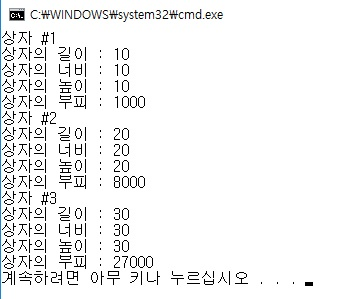 C:\WINDOWS\system32\cmd.exe
상자 #1
상자의 길이 : 10
상자의 너비 : 10
상자의 높이 : 10
상자의 부피 : 1000
상자 #2
상자의 길이 : 20
상자의 너비 : 20
상자의 높이 : 20
상자의 부피 : 8000
상자 #3
상자의 길이 : 30
상자의 너비 : 30
상자의 높이 : 30
상자의 부피 : 27000
계속하려면 아무 키나 누르십시오 . . .